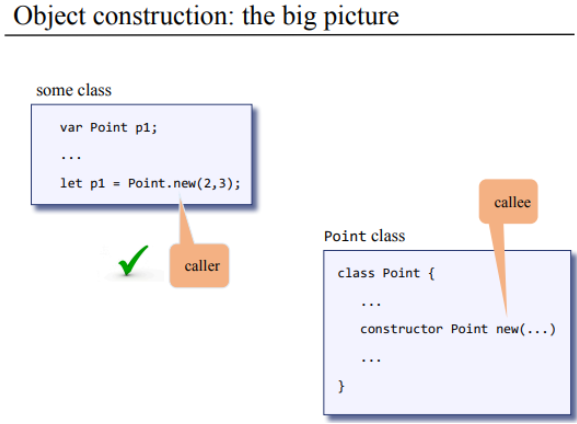 Object construction: the big picture
some class
var Point p1;
...
let p1 = Point.new(2,3);
caller
callee
Point class
class Point {
...
constructor Point new(...)
...
}